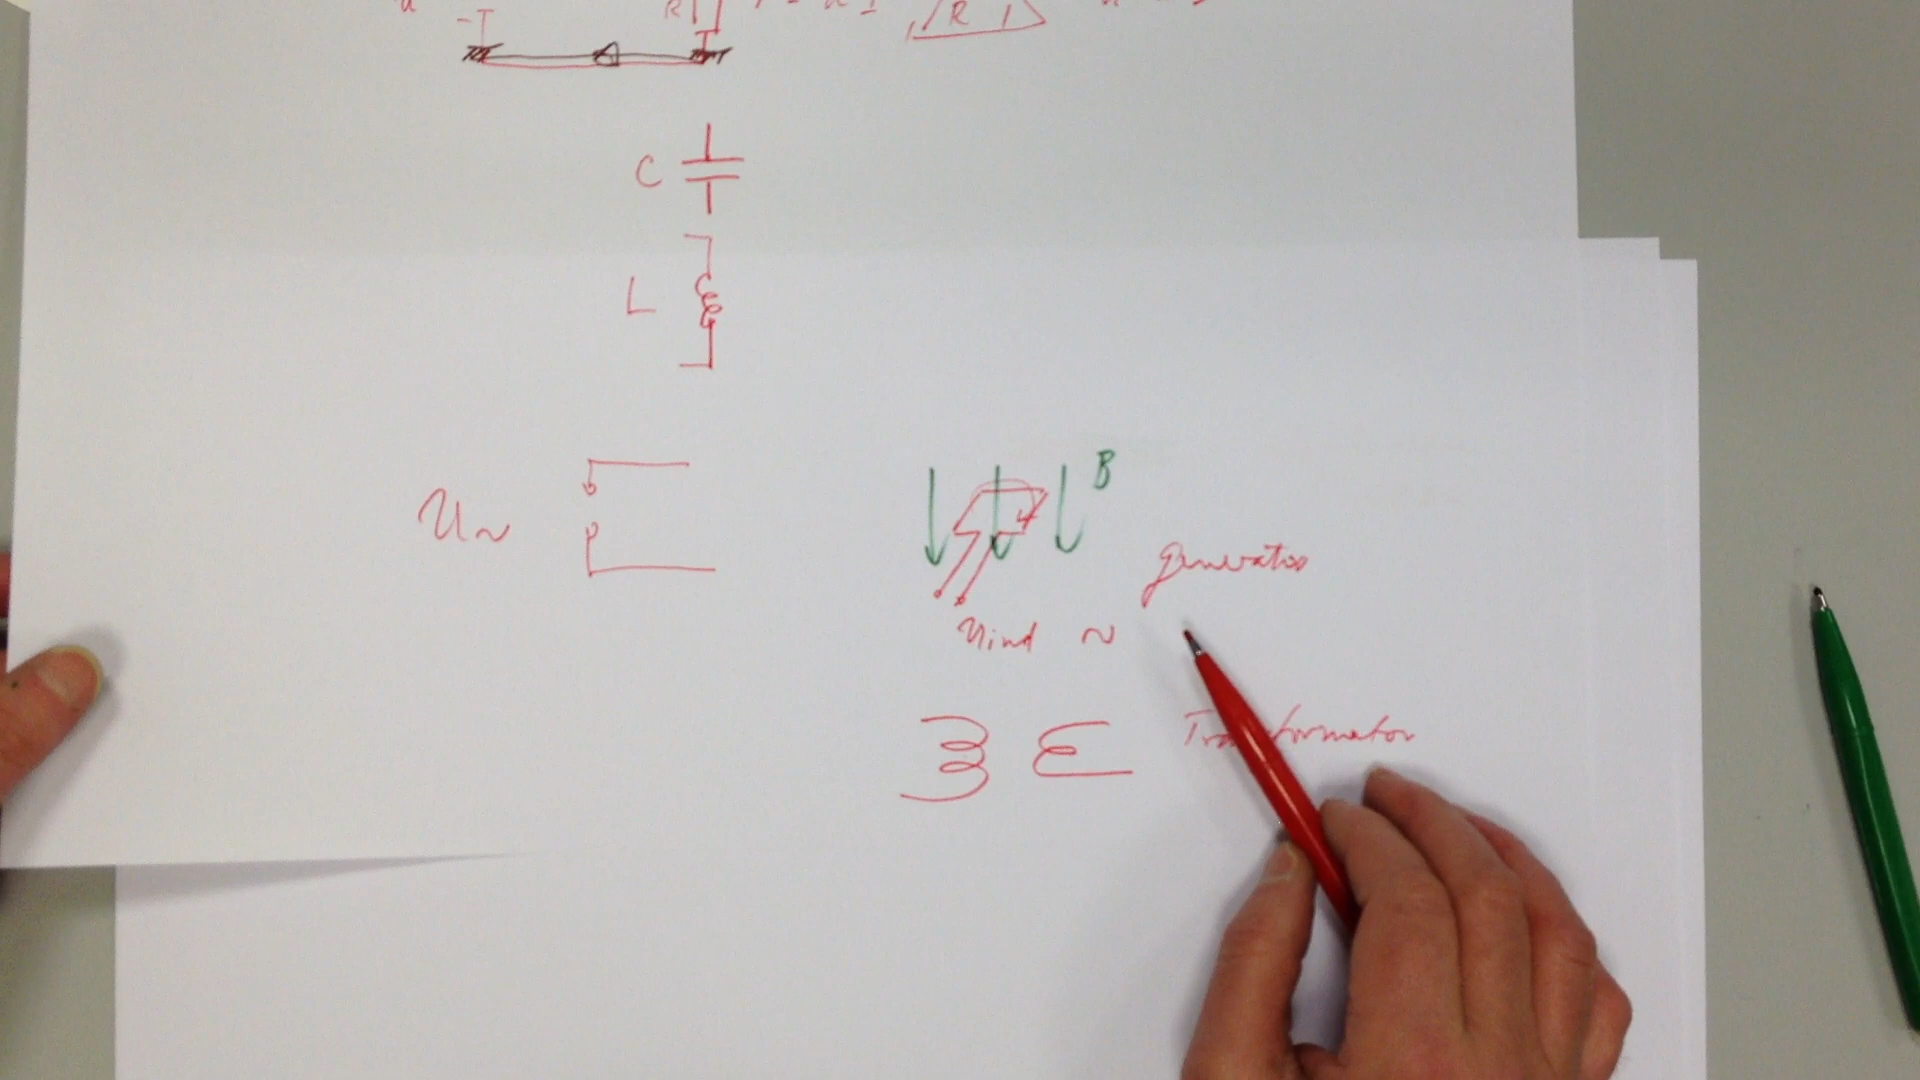 R
R I
C
L
U~
B
generator
Uind ~
Transformator